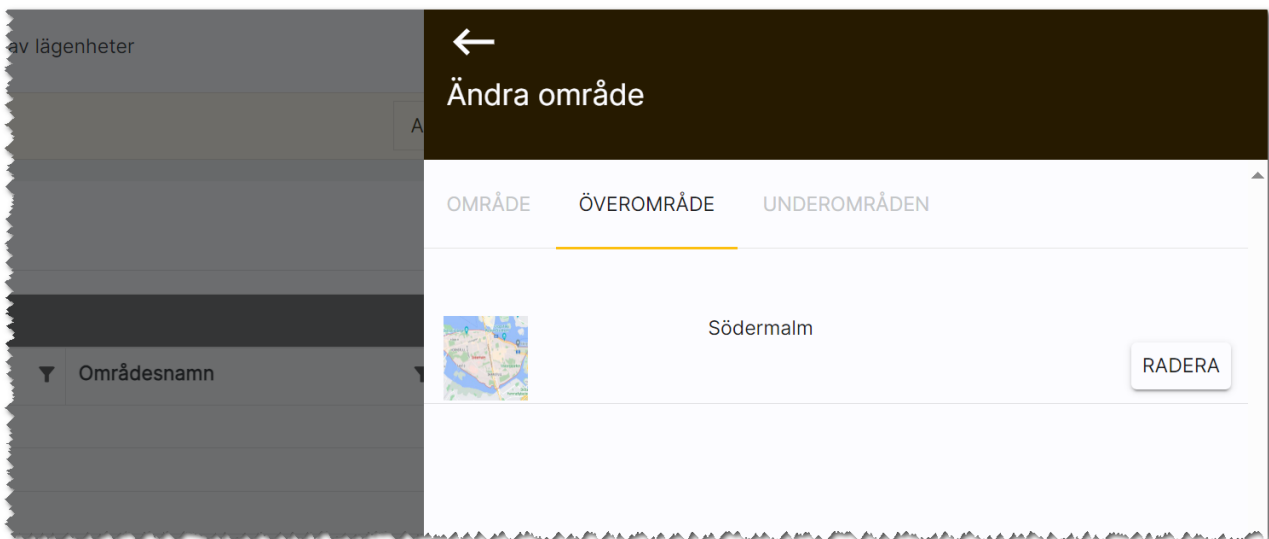 av lägenheter
A
Ändra område
OMRÅDE ÖVEROMRÅDE UNDEROMRÅDEN
Södermalm
RADERA
Områdesnamn